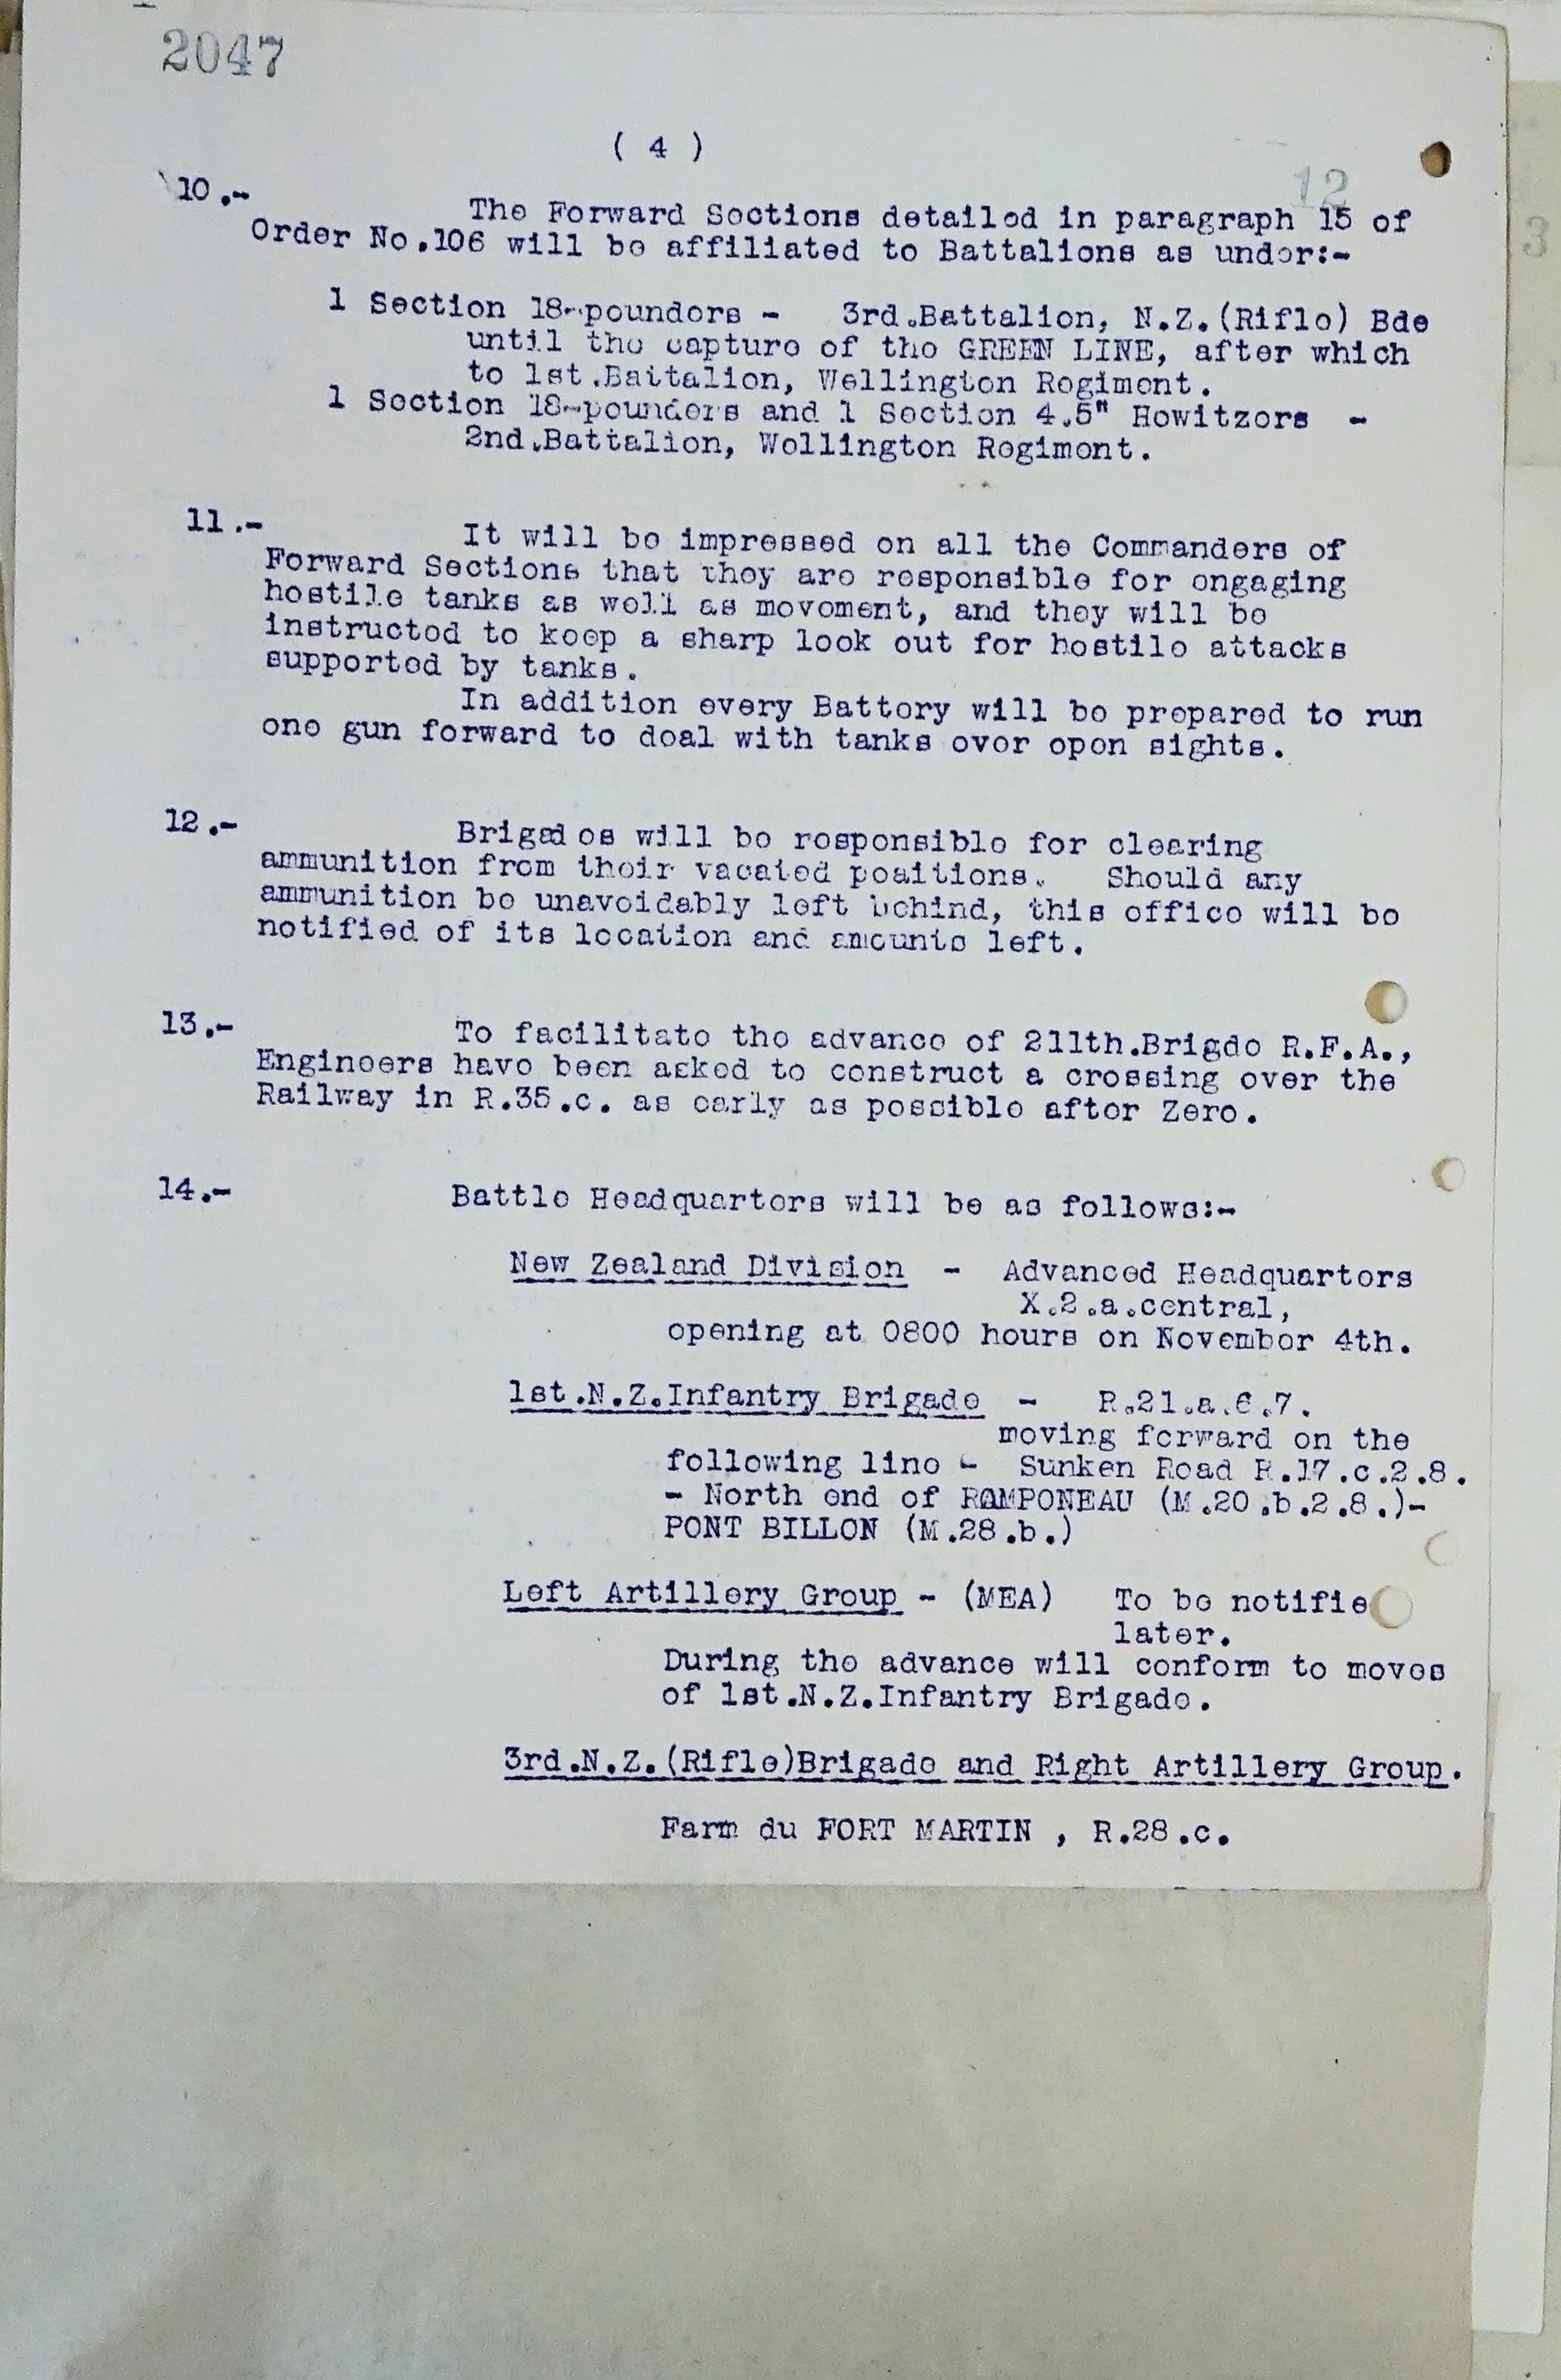 2047
( 4 )
12
3
10.-
The Forward Sections detailed in paragraph 15 of
Order No.106 will be affiliated to Battalions as under:-
1 Section 18-pounders - 3rd.Battalion, N.Z.(Rifle) Bde
until the capture of the GREEN LINE, after which
to 1st.Battalion, Wellington Regiment.
1 Section 18-pounders and 1 Section 4.5" Howitzers -
2nd.Battalion, Wellington Regiment.
11.-
It will be impressed on all the Commanders of
Forward Sections that they are responsible for engaging
hostile tanks as well as movement, and they will be
instructed to keep a sharp look out for hostile attacks
supported by tanks.
In addition every Battery will be prepared to run
one gun forward to deal with tanks over open sights.
12.-
Brigades will be responsible for clearing
ammunition from their vacated positions. Should any
ammunition be unavoidably left behind, this office will be
notified of its location and amounts left.
13.-
To facilitate the advance of 211th.Brigde R.F.A.,
Engineers have been asked to construct a crossing over the
Railway in R.35.c. as early as possible after Zero.
14.-
Battle Headquarters will be as follows:-
New Zealand Division - Advanced Headquarters
X.2.a.central,
opening at 0800 hours on November 4th.
1st.N.Z.Infantry Brigade - R.21.a.6.7.
moving forward on the
following line - Sunken Road R.17.c.2.8.
- North end of RAMPONEAU (M.20.b.2.8.)-
PONT BILLON (M.28.b.)
Left Artillery Group - (MEA) To be notifie
later.
During the advance will conform to moves
of 1st.N.Z.Infantry Brigade.
3rd.N.Z.(Rifle)Brigade and Right Artillery Group.
Farm du FORT MARTIN , R.28.c.